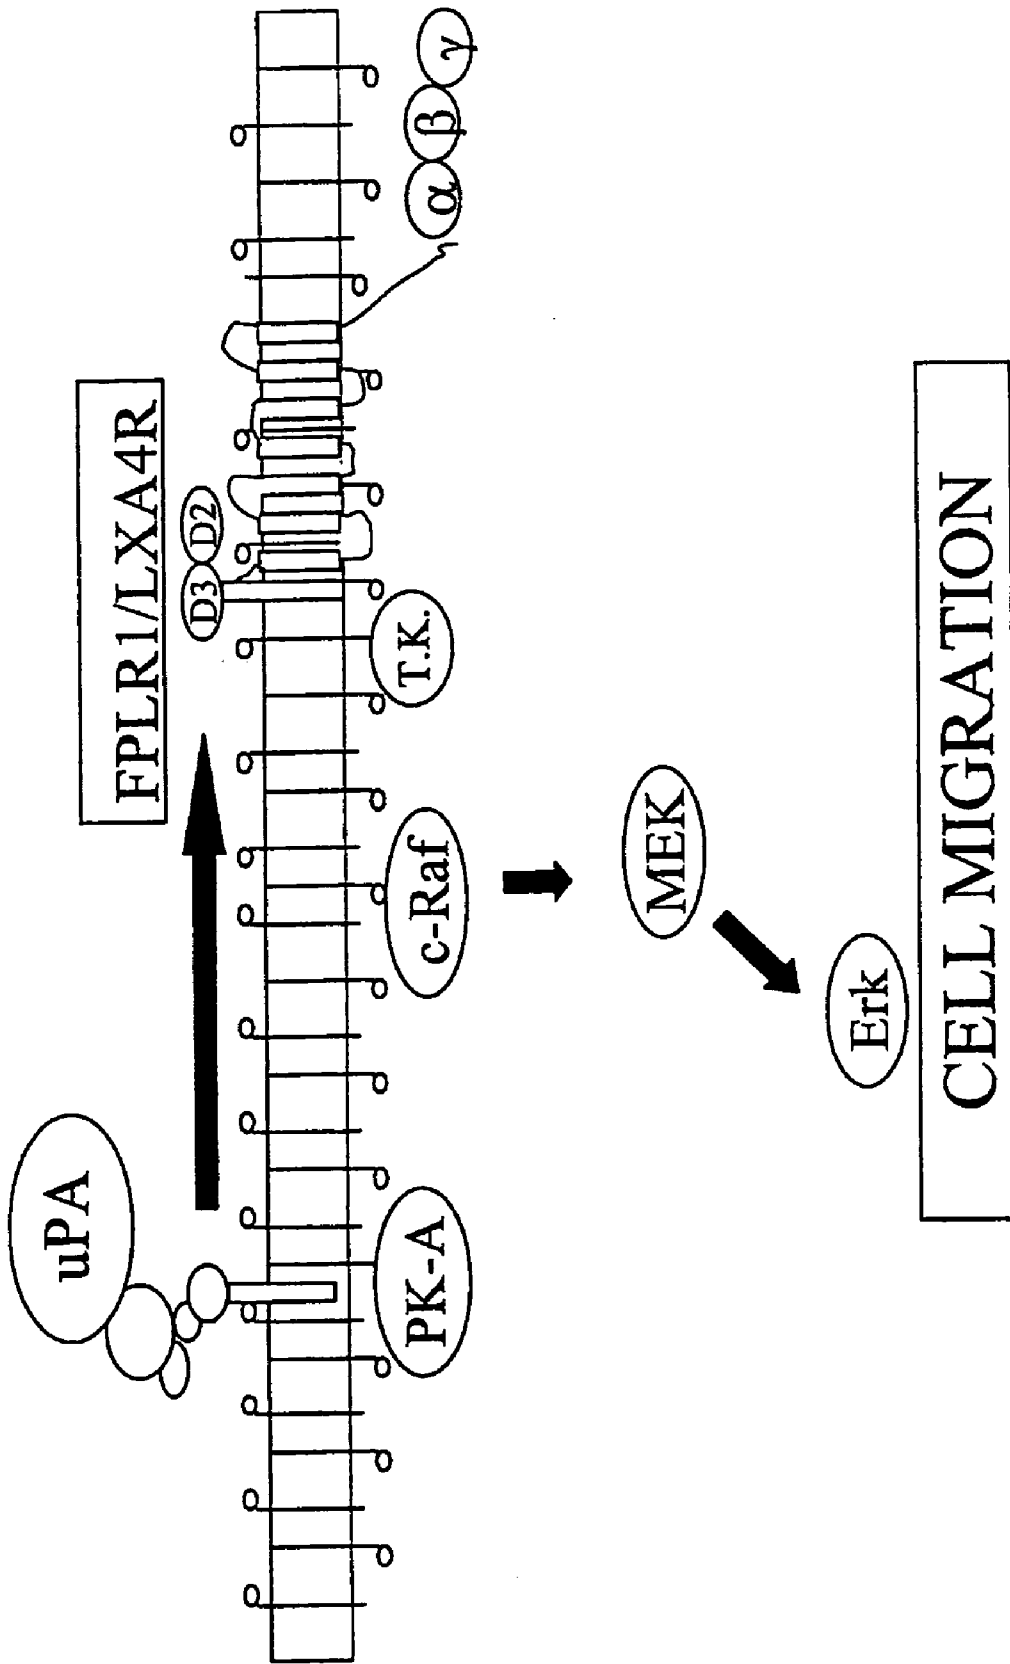 uPA
FPLR1/LXA4R
D3 D2
PK-A
c-Raf
T.K.
α β γ
MEK
Erk
CELL MIGRATION